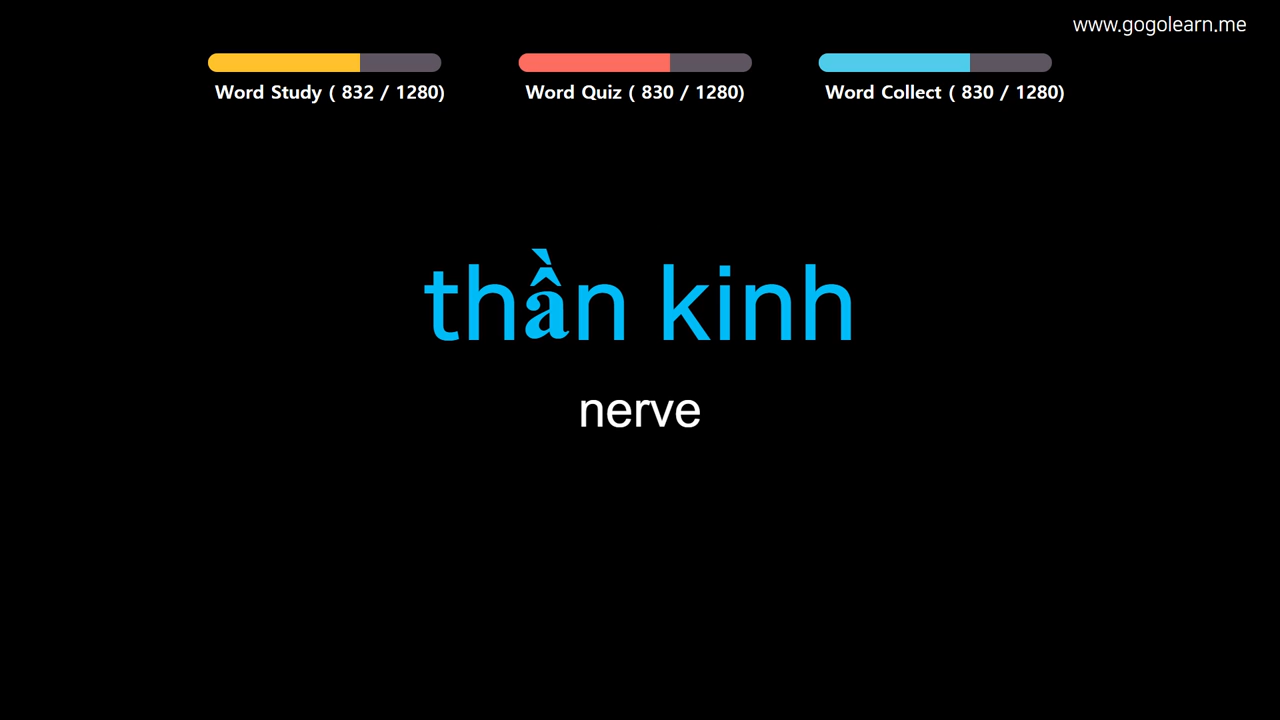 www.gogolearn.me
Word Study ( 832 / 1280)
Word Quiz ( 830 / 1280)
Word Collect ( 830 / 1280)
thần kinh
nerve